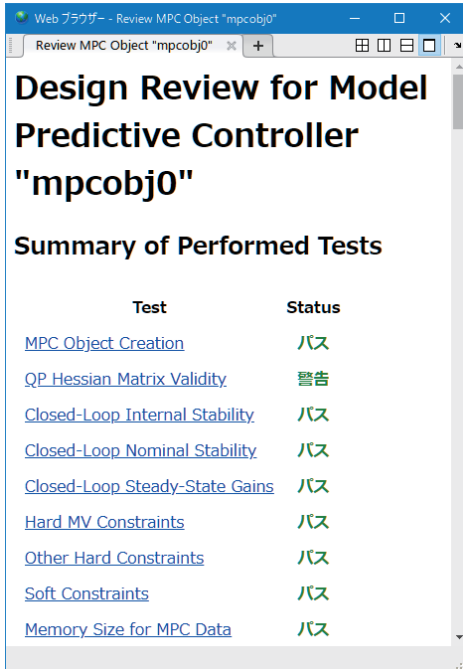 Web ブラウザー - Review MPC Object "mpcobj0"
Review MPC Object "mpcobj0"
Design Review for Model
Predictive Controller
"mpcobj0"
Summary of Performed Tests
Test Status
MPC Object Creation パス
QP Hessian Matrix Validity 警告
Closed-Loop Internal Stability パス
Closed-Loop Nominal Stability パス
Closed-Loop Steady-State Gains パス
Hard MV Constraints パス
Other Hard Constraints パス
Soft Constraints パス
Memory Size for MPC Data パス